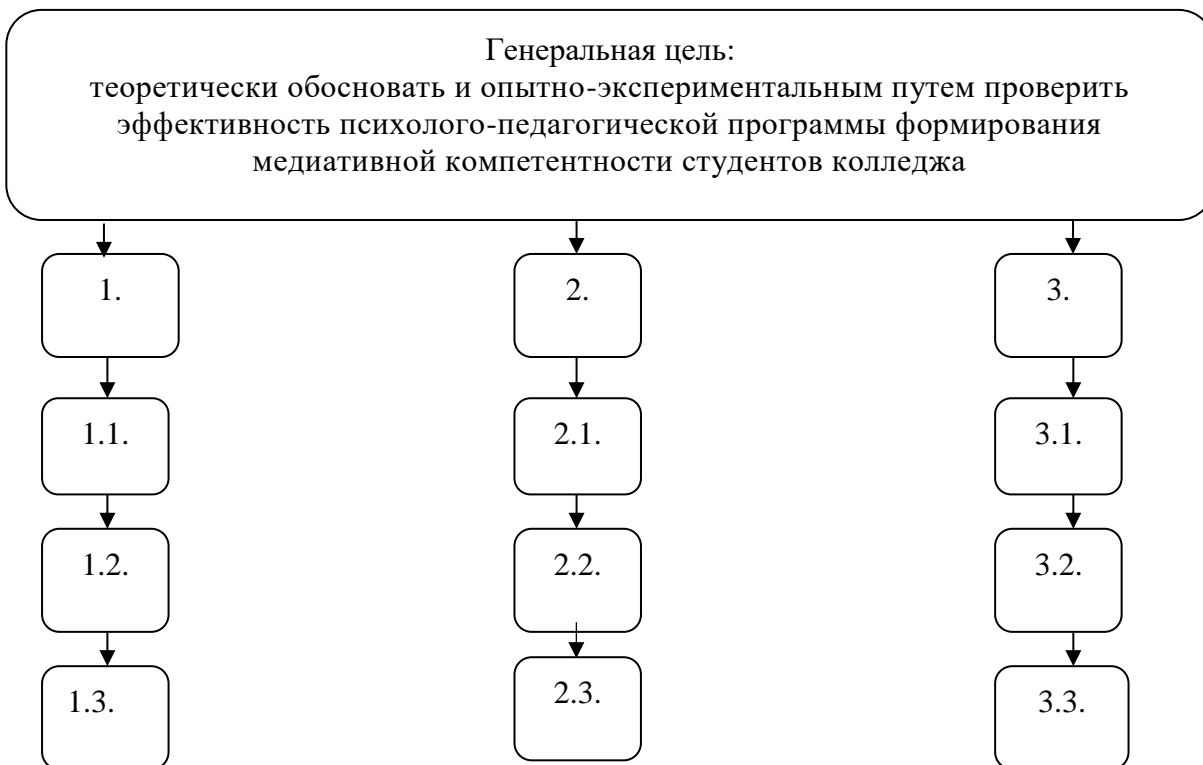 Генеральная цель:
теоретически обосновать и опытно-экспериментальным путем проверить
эффективность психолого-педагогической программы формирования
медиативной компетентности студентов колледжа
1. 2. 3.
1.1. 2.1. 3.1.
1.2. 2.2. 3.2.
1.3. 2.3. 3.3.